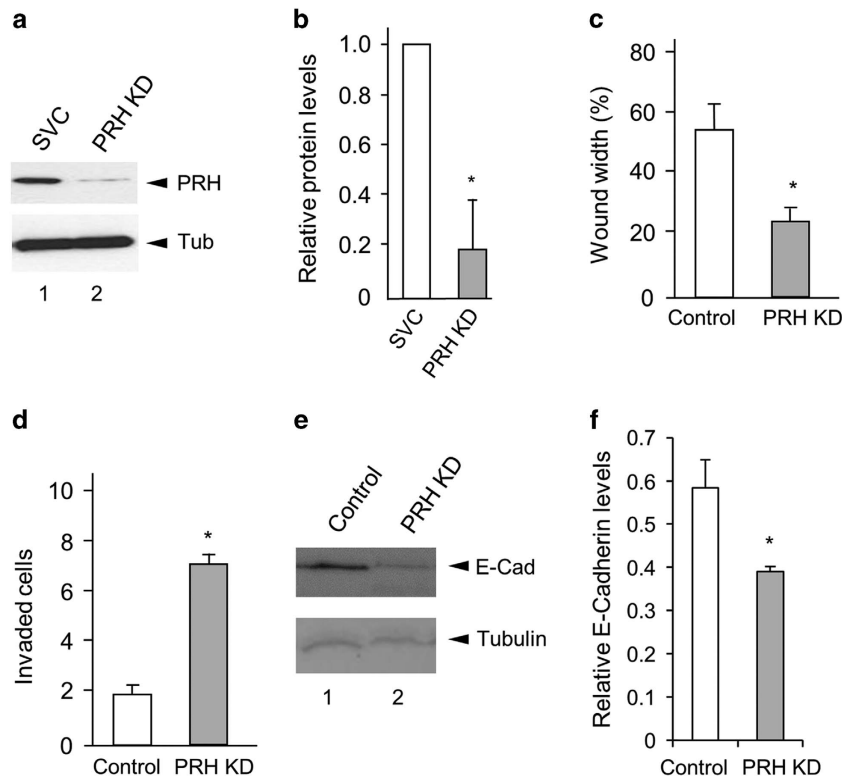 a
SVC
PRH KD
PRH
Tub
1 2
b
Relative protein levels
1.0
0.8
0.6
0.4
0.2
0
*
SVC
PRH KD
c
Wound width (%)
80
60
40
20
0
*
Control PRH KD
d
Invaded cells
10
8
6
4
2
0
*
Control PRH KD
e
Control
PRH KD
E-Cad
Tubulin
1 2
f
Relative E-Cadherin levels
0.7
0.6
0.5
0.4
0.3
0.2
0.1
0
*
Control PRH KD